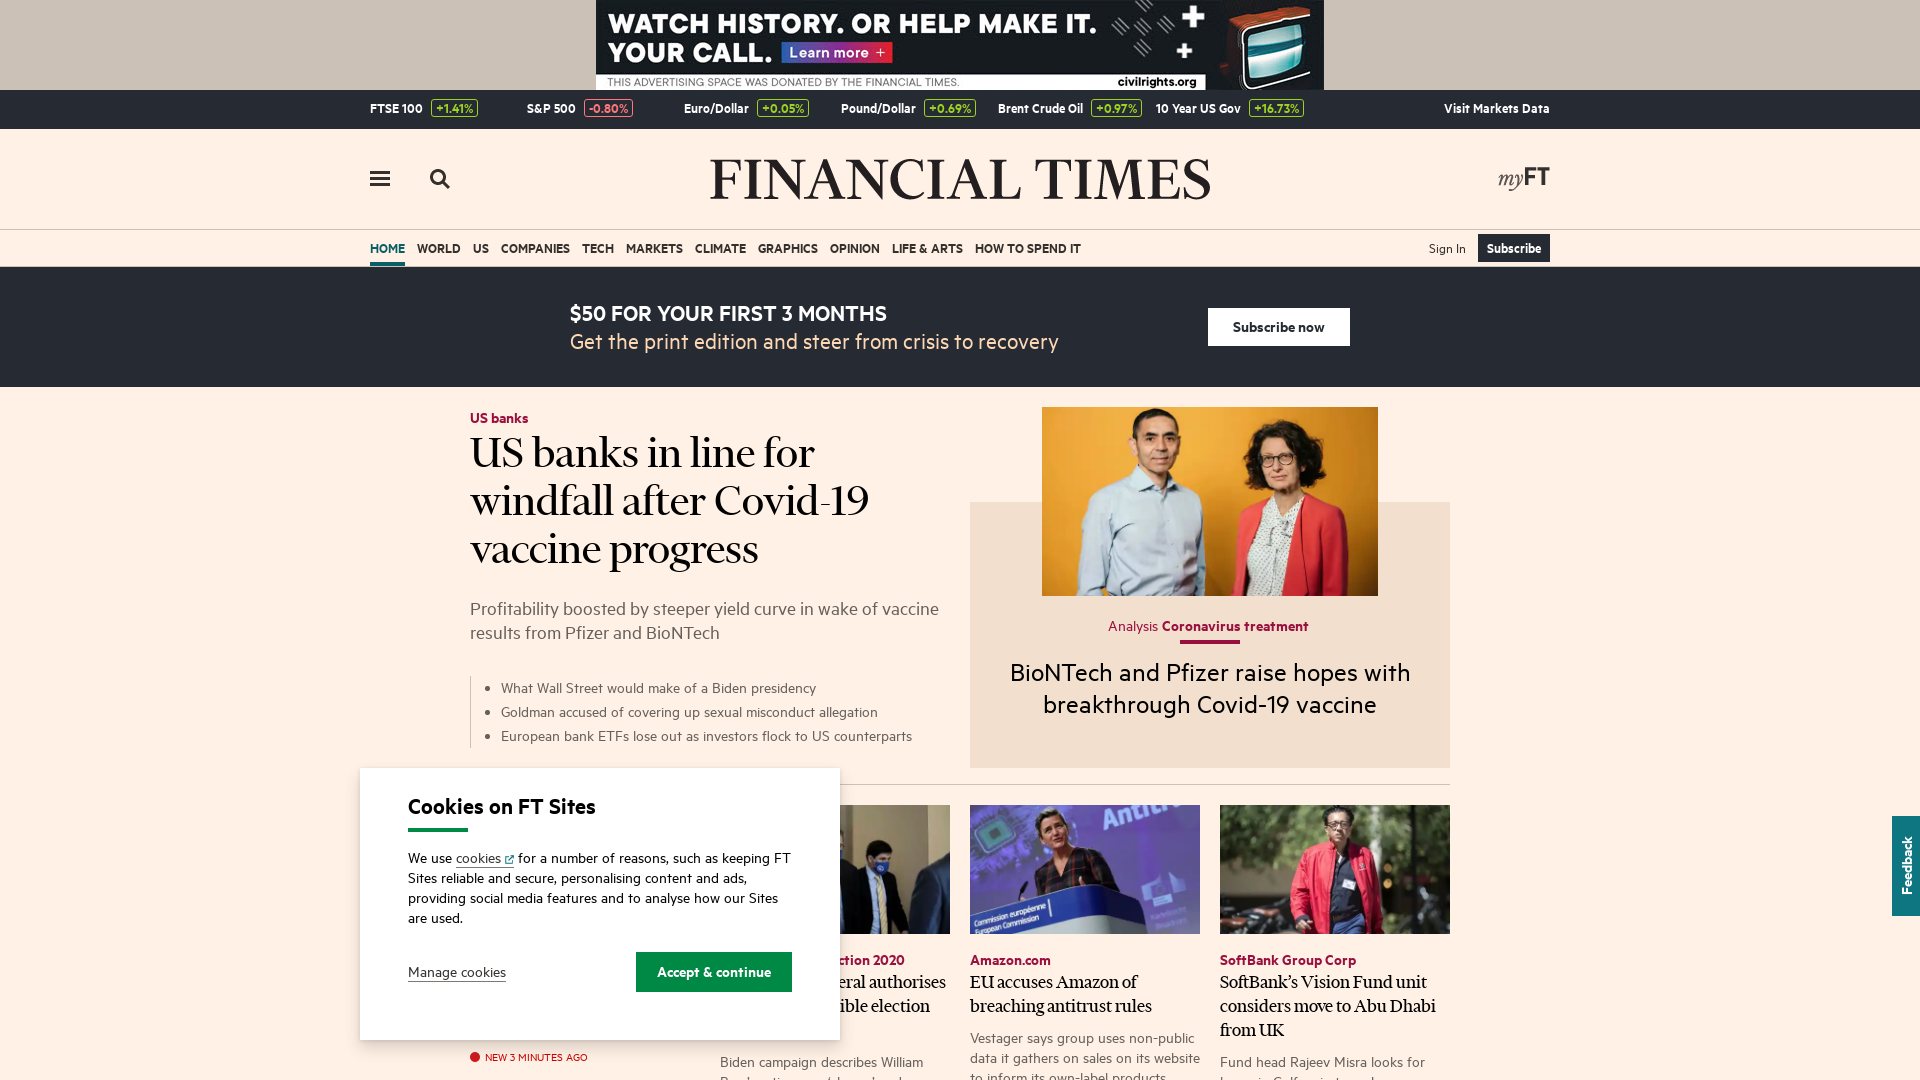 WATCH HISTORY. OR HELP MAKE IT.
YOUR CALL. Learn more +
THIS ADVERTISING SPACE WAS DONATED BY THE FINANCIAL TIMES. civilrights.org
FTSE 100 +1.41% S&P 500 -0.80% Euro/Dollar +0.05% Pound/Dollar +0.69% Brent Crude Oil +0.97% 10 Year US Gov +16.73% Visit Markets Data
FINANCIAL TIMES
myFT
HOME WORLD US COMPANIES TECH MARKETS CLIMATE GRAPHICS OPINION LIFE & ARTS HOW TO SPEND IT Sign In Subscribe
$50 FOR YOUR FIRST 3 MONTHS
Get the print edition and steer from crisis to recovery
Subscribe now
US banks
US banks in line for
windfall after Covid-19
vaccine progress
Profitability boosted by steeper yield curve in wake of vaccine
results from Pfizer and BioNTech
What Wall Street would make of a Biden presidency
Goldman accused of covering up sexual misconduct allegation
European bank ETFs lose out as investors flock to US counterparts
Analysis Coronavirus treatment
BioNTech and Pfizer raise hopes with
breakthrough Covid-19 vaccine
Cookies on FT Sites
We use cookies for a number of reasons, such as keeping FT
Sites reliable and secure, personalising content and ads,
providing social media features and to analyse how our Sites
are used.
Manage cookies
Accept & continue
NEW 3 MINUTES AGO
2020
authorises
election
Biden campaign describes William
Antitr
Commission européenne
European Commission
Amazon.com
EU accuses Amazon of
breaching antitrust rules
Vestager says group uses non-public
data it gathers on sales on its website
to inform its own-label products
SoftBank Group Corp
SoftBank's Vision Fund unit
considers move to Abu Dhabi
from UK
Fund head Rajeev Misra looks for
Feedback